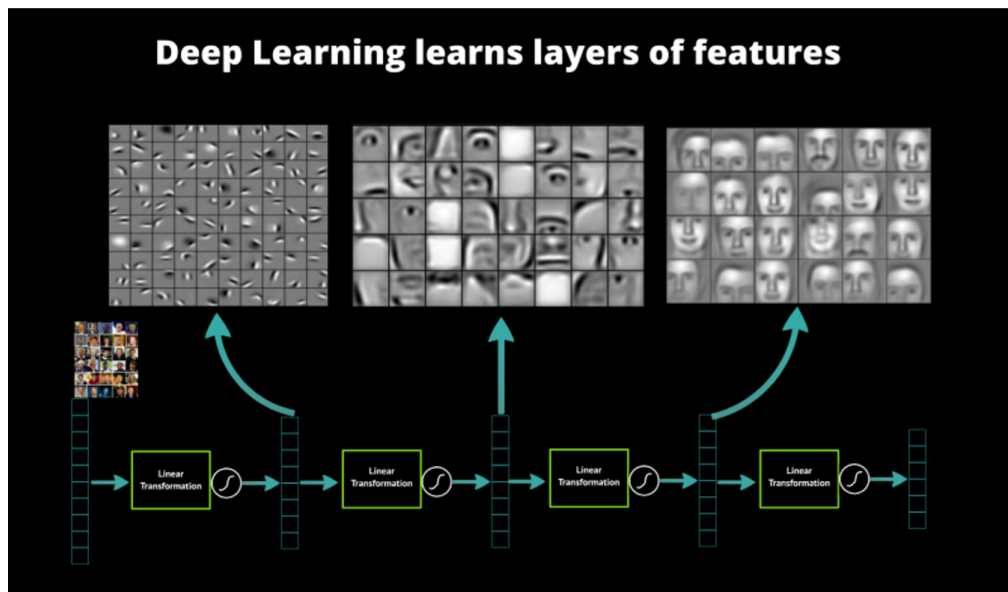 Deep Learning learns layers of features
Linear
Transformation
Linear
Transformation
Linear
Transformation
Linear
Transformation